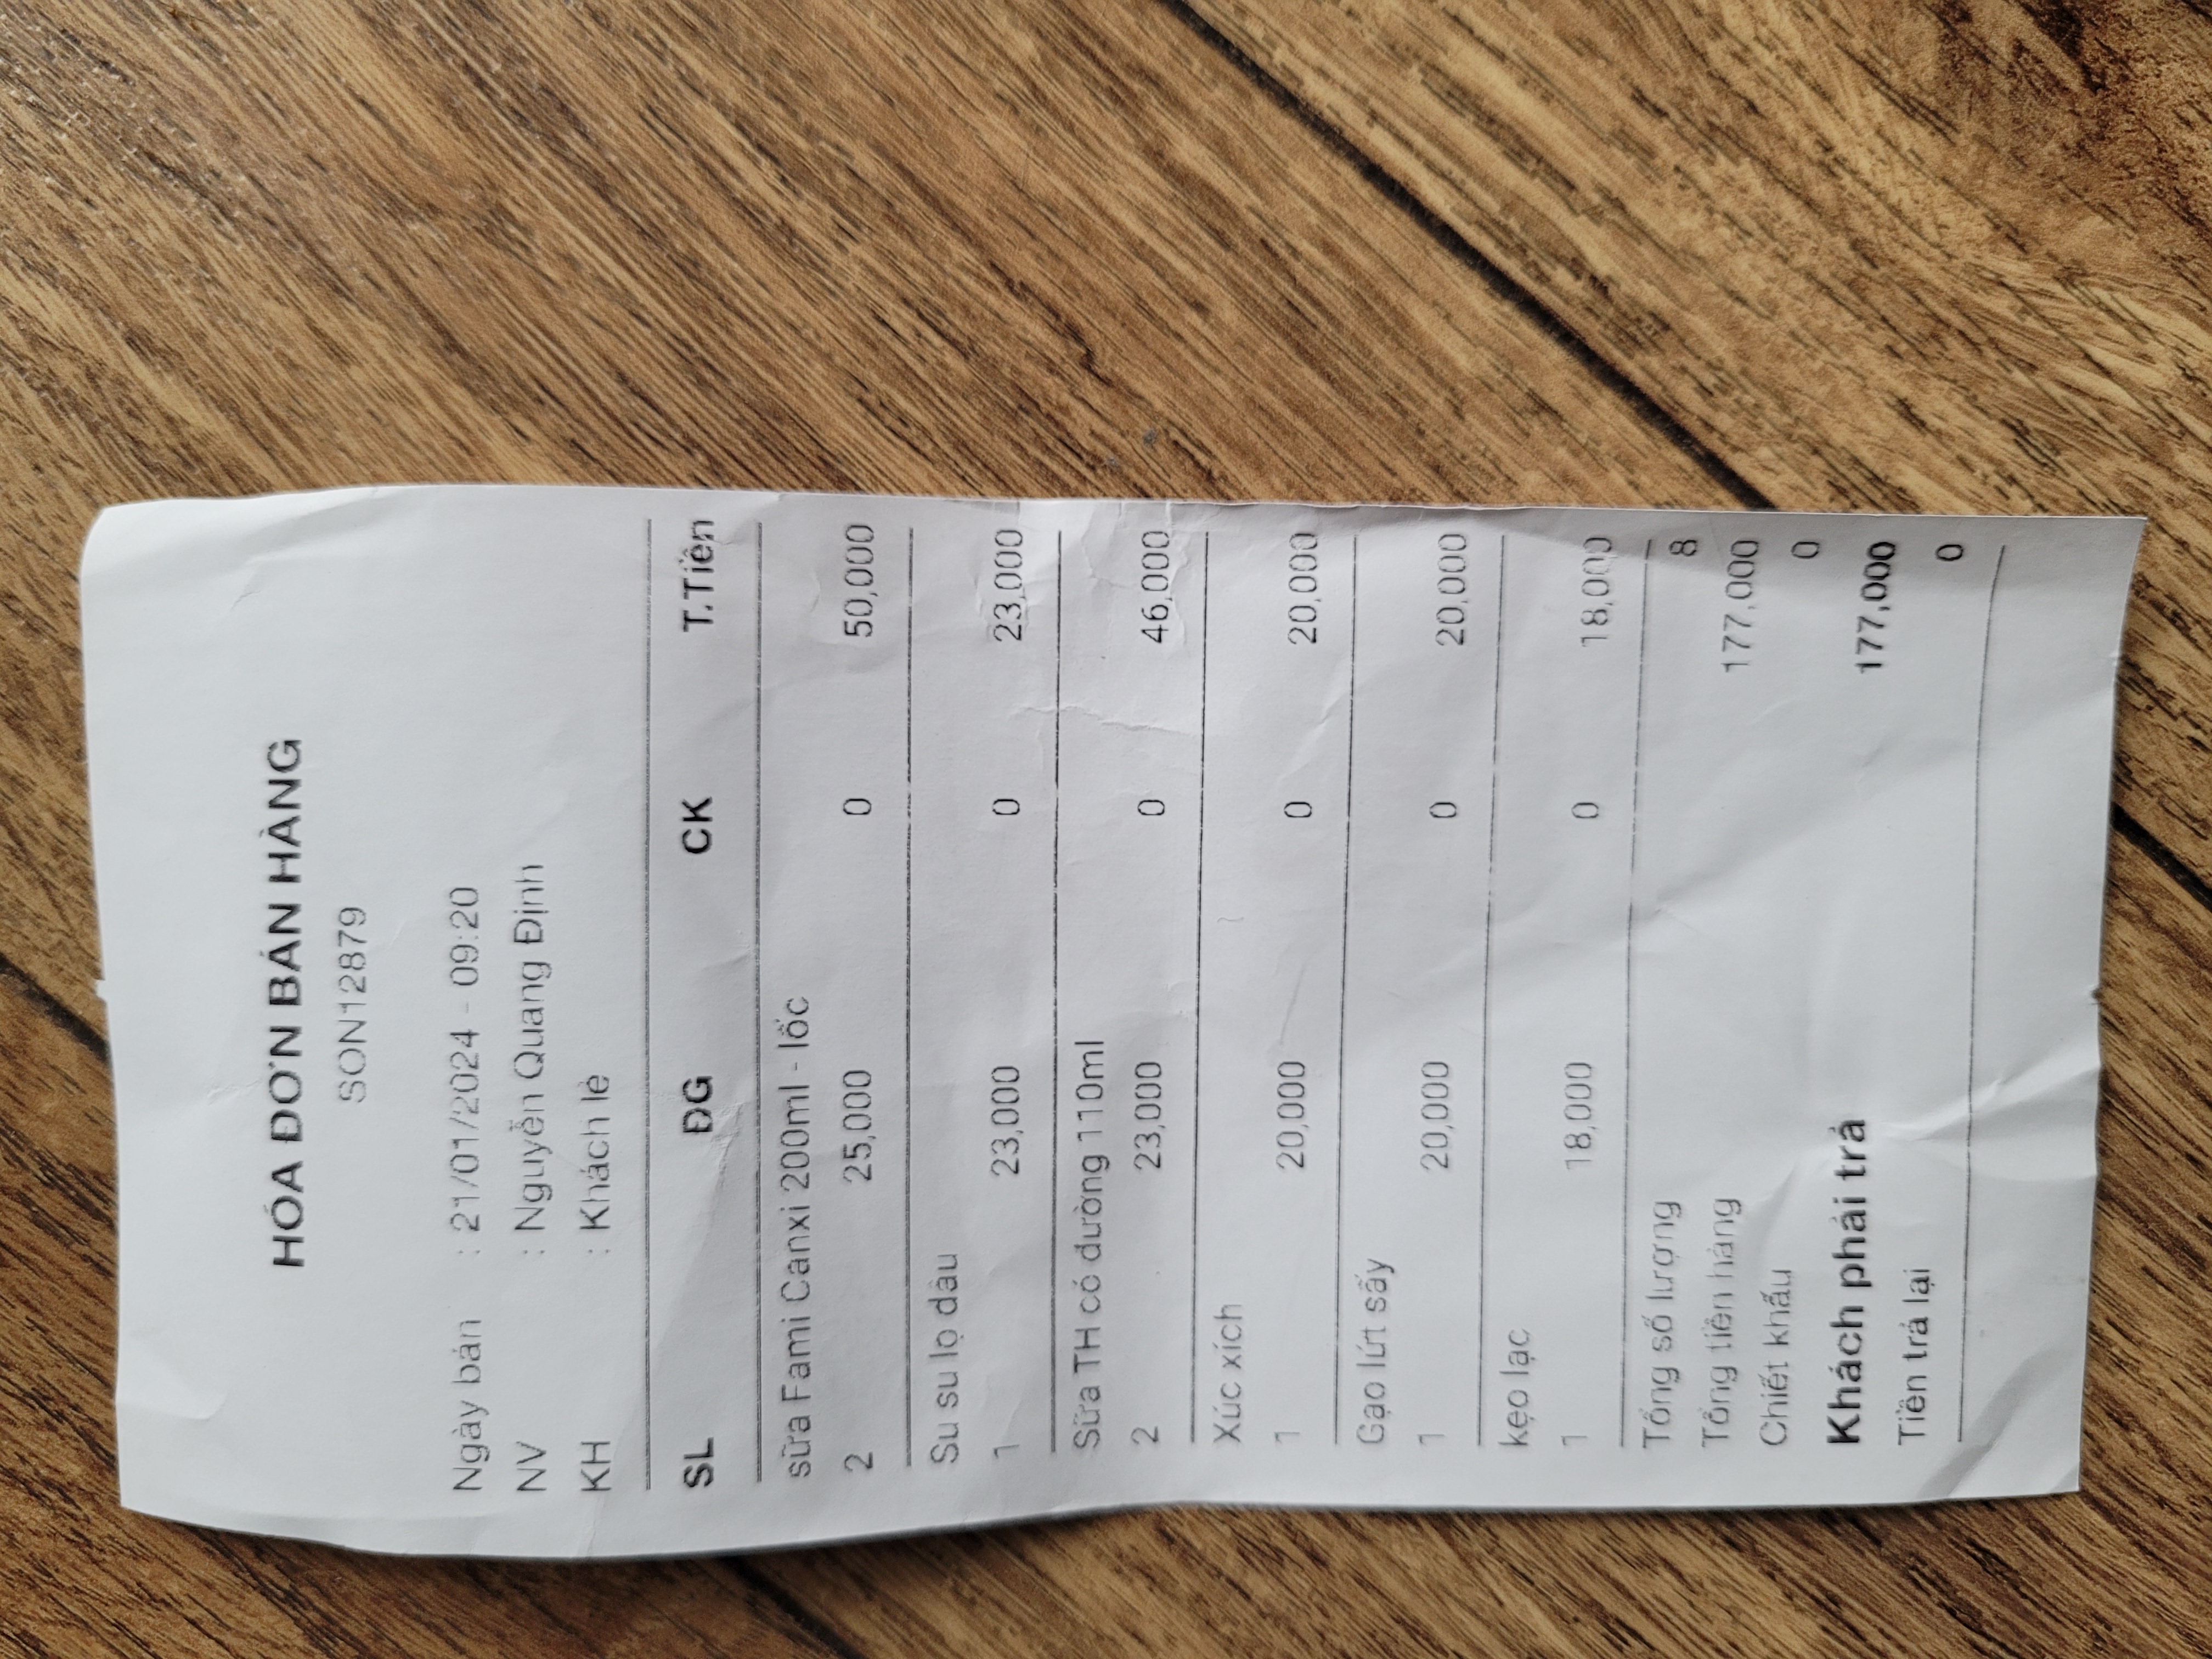 HÓA ĐƠN BÁN HÀNG
SON12879
Ngày bán : 21/01/2024 - 09:20
NV : Nguyễn Quang Định
KH : Khách lẻ
SL ĐG CK T.Tiền
sữa Fami Canxi 200ml - lốc
2 25,000 0 50,000
Su su lọ dâu
1 23,000 0 23,000
Sữa TH có đường 110ml
2 23,000 0 46,000
Xúc xích
1 20,000 0 20,000
Gạo lứt sấy
1 20,000 0 20,000
kẹo lạc
1 18,000 0 18,000
Tổng số lượng 8
Tổng tiền hàng 177,000
Chiết khấu 0
Khách phải trả 177,000
Tiền trả lại 0